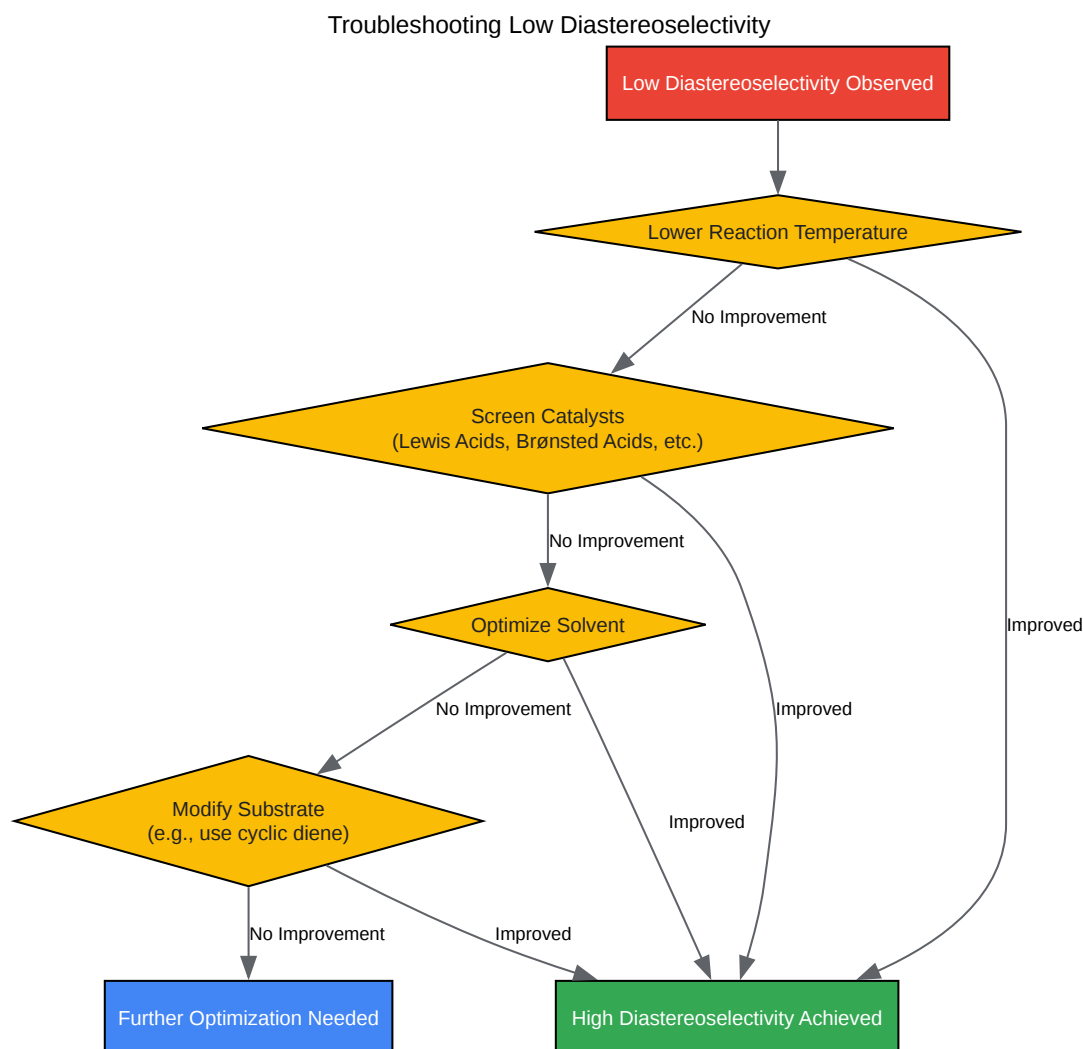 Troubleshooting Low Diastereoselectivity
Low Diastereoselectivity Observed
Lower Reaction Temperature
No Improvement
Screen Catalysts
(Lewis Acids, Brønsted Acids, etc.)
No Improvement
Optimize Solvent
Improved
No Improvement
Improved
Modify Substrate
(e.g., use cyclic diene)
Improved
No Improvement
Improved
Further Optimization Needed
High Diastereoselectivity Achieved